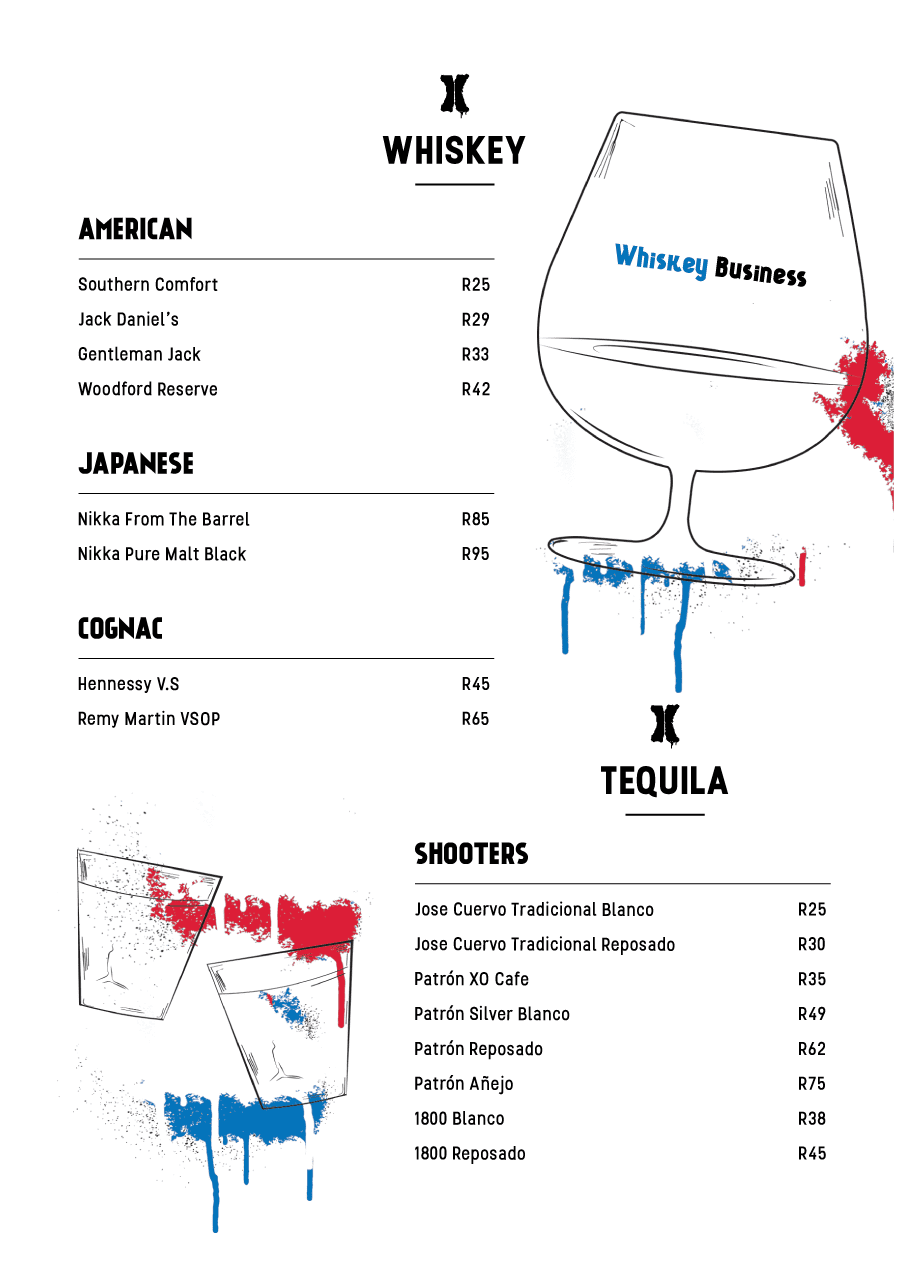 WHISKEY
AMERICAN
Southern Comfort R25
Jack Daniel's R29
Gentleman Jack R33
Woodford Reserve R42
Whiskey Business
JAPANESE
Nikka From The Barrel R85
Nikka Pure Malt Black R95
COGNAC
Hennessy V.S R45
Remy Martin VSOP R65
TEQUILA
SHOOTERS
Jose Cuervo Tradicional Blanco R25
Jose Cuervo Tradicional Reposado R30
Patrón XO Cafe R35
Patrón Silver Blanco R49
Patrón Reposado R62
Patrón Añejo R75
1800 Blanco R38
1800 Reposado R45